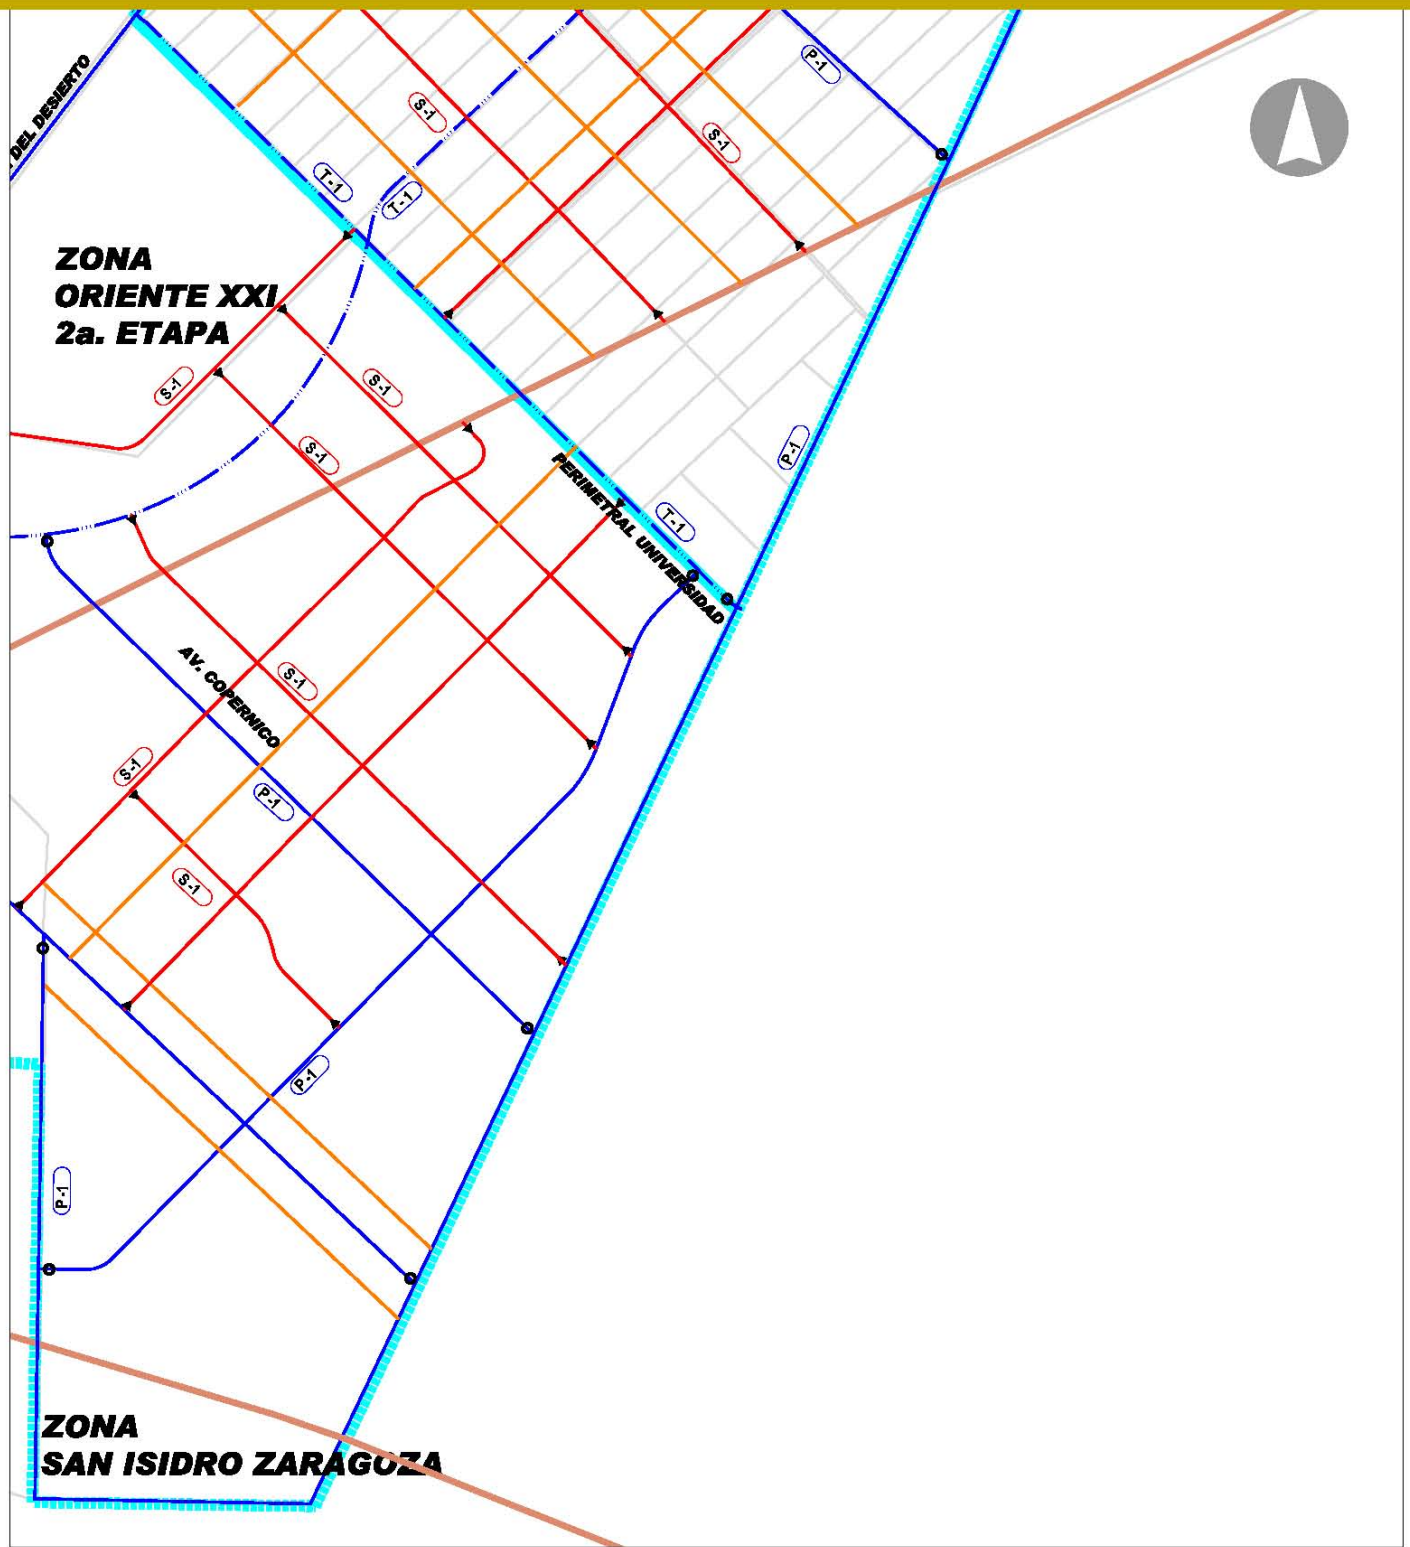 P-1
. DEL DESIERTO
S-1
S-1
T-1
T-1
ZONA
ORIENTE XXI
2a. ETAPA
S-1
S-1
S-1
P-1
PERIMETRAL UNIVERSIDAD
T-1
AV. COPERNICO
S-1
S-1
P-1
S-1
P-1
P-1
ZONA
SAN ISIDRO ZARAGOZA